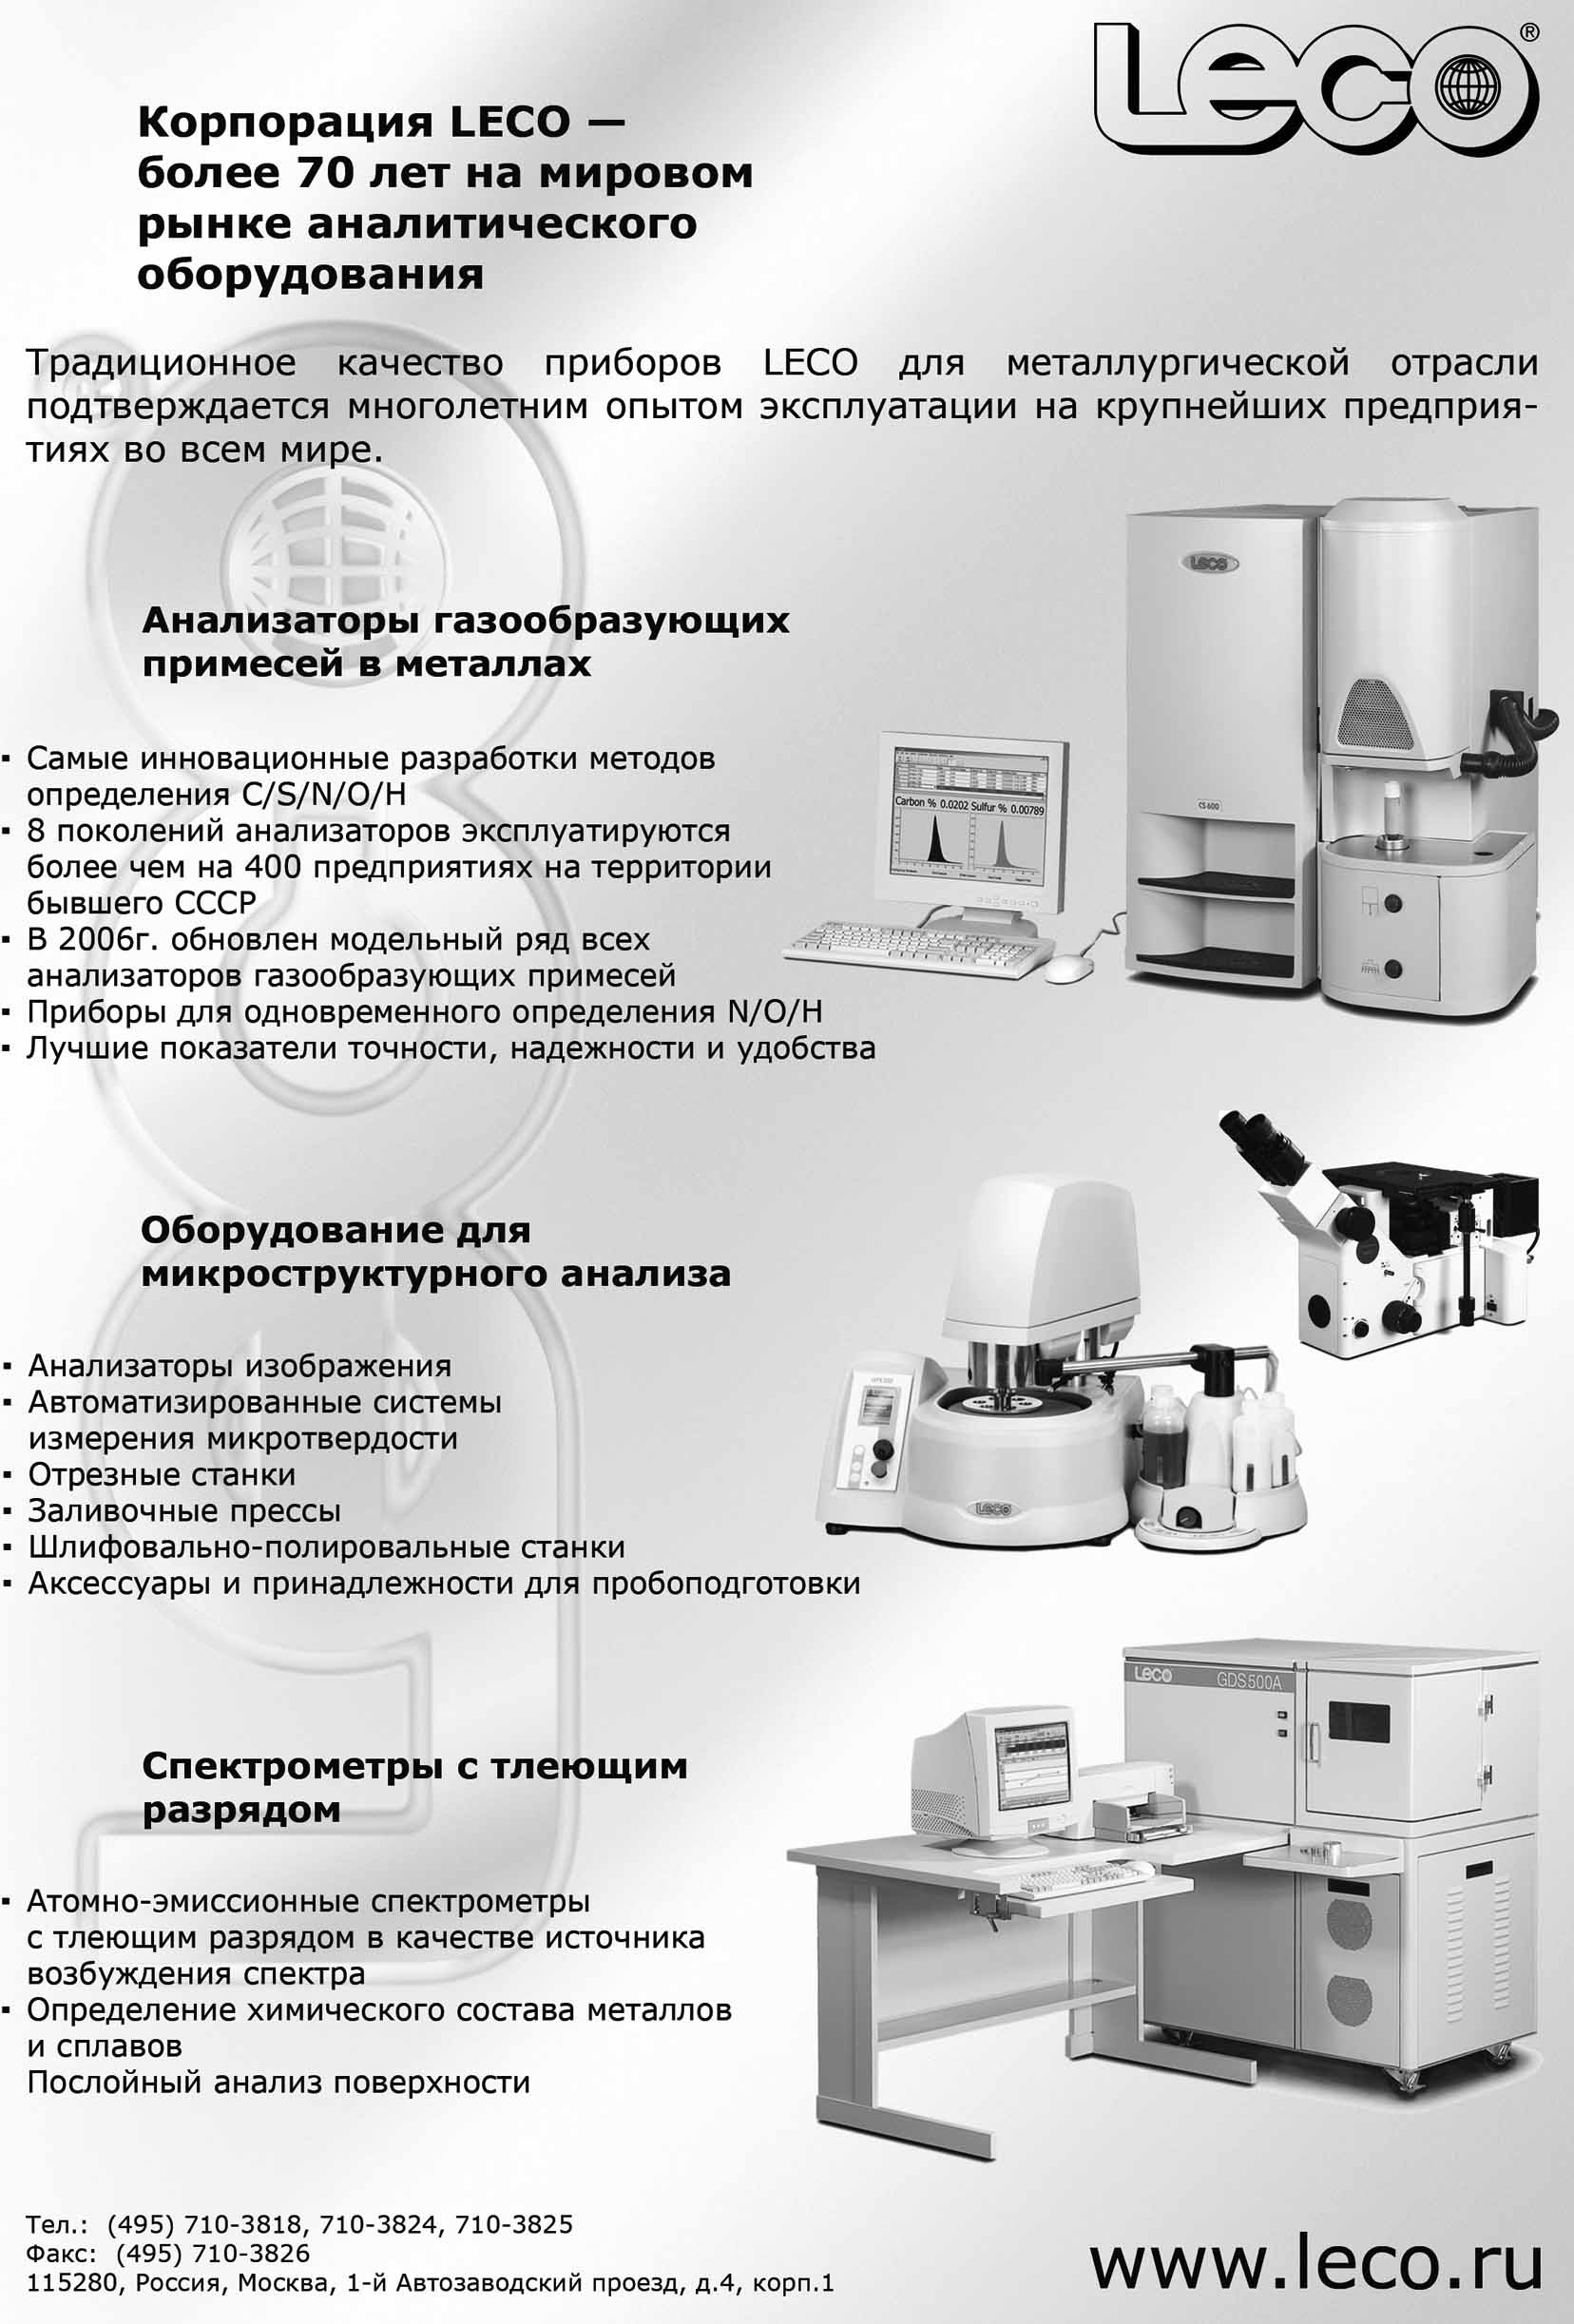 Leco®
Корпорация LECO —
более 70 лет на мировом
рынке аналитического
оборудования
Традиционное качество приборов LECO для металлургической отрасли
подтверждается многолетним опытом эксплуатации на крупнейших предприя-
тиях во всем мире.
LECO
Анализаторы газообразующих
примесей в металлах
▪ Самые инновационные разработки методов
определения C/S/N/O/H
▪ 8 поколений анализаторов эксплуатируются
более чем на 400 предприятиях на территории
бывшего СССР
▪ В 2006г. обновлен модельный ряд всех
анализаторов газообразующих примесей
▪ Приборы для одновременного определения N/O/H
▪ Лучшие показатели точности, надежности и удобства
Carbon % 0.0202 Sulfur % 0.00789
CS 600
Оборудование для
микроструктурного анализа
▪ Анализаторы изображения
▪ Автоматизированные системы
измерения микротвердости
▪ Отрезные станки
▪ Заливочные прессы
▪ Шлифовально-полировальные станки
▪ Аксессуары и принадлежности для пробоподготовки
LECO
LECO GDS500A
Спектрометры с тлеющим
разрядом
▪ Атомно-эмиссионные спектрометры
с тлеющим разрядом в качестве источника
возбуждения спектра
▪ Определение химического состава металлов
и сплавов
Послойный анализ поверхности
Тел.: (495) 710-3818, 710-3824, 710-3825
Факс: (495) 710-3826
115280, Россия, Москва, 1-й Автозаводский проезд, д.4, корп.1
www.leco.ru